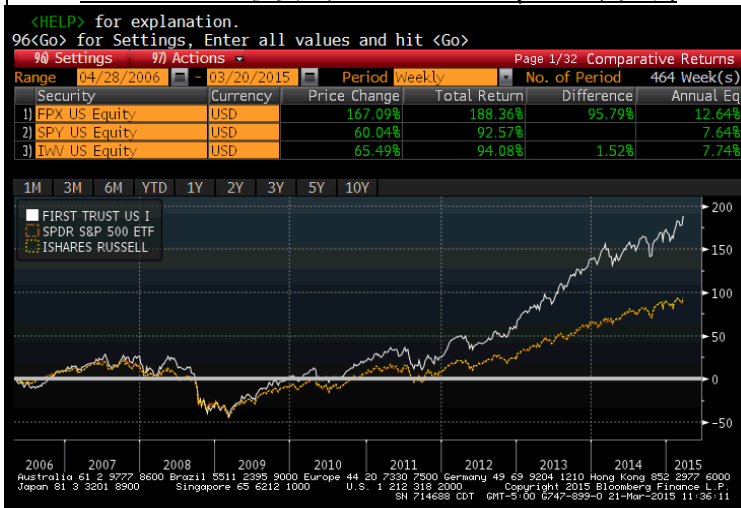 <HELP> for explanation.
96<Go> for Settings, Enter all values and hit <Go>
96) Settings 97) Actions Page 1/32 Comparative Returns
Range 04/28/2006 - 03/20/2015 Period Weekly No. of Period 464 Week(s)
Security Currency Price Change Total Return Difference Annual Eq
1) FPX US Equity USD 167.09% 188.36% 95.79% 12.64%
2) SPY US Equity USD 60.04% 92.57% 7.64%
3) IWV US Equity USD 65.49% 94.08% 1.52% 7.74%
1M 3M 6M YTD 1Y 2Y 3Y 5Y 10Y
FIRST TRUST US I
SPDR S&P 500 ETF
ISHARES RUSSELL
200
150
100
50
0
-50
2006 2007 2008 2009 2010 2011 2012 2013 2014 2015
Australia 61 2 9777 8600 Brazil 5511 2395 9000 Europe 44 20 7330 7500 Germany 49 69 9204 1210 Hong Kong 852 2977 6000
Japan 81 3 3201 8900 Singapore 65 6212 1000 U.S. 1 212 318 2000 Copyright 2015 Bloomberg Finance L.P.
SN 714688 CDT GMT-5:00 G747-899-0 21-Mar-2015 11:36:11